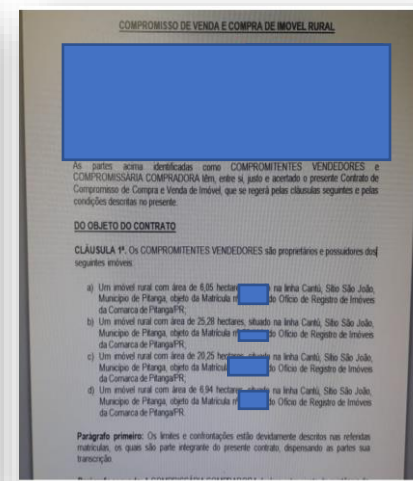 COMPROMISSO DE VENDA E COMPRA DE IMOVEL RURAL
As partes acima identificadas como COMPROMITENTES VENDEDORES e
COMPROMISSÁRIA COMPRADORA têm, entre si, justo e acertado o presente Contrato de
Compromisso de Compra e Venda de Imóvel, que se regerá pelas cláusulas seguintes e pelas
condições descritas no presente.
DO OBJETO DO CONTRATO
CLÁUSULA 1ª. Os COMPROMITENTES VENDEDORES são proprietários e possuidores dos
seguintes imóveis:
a) Um imóvel rural com área de 6,05 hectares na linha Cantú, Sítio São João,
Município de Pitanga, objeto da Matrícula do Ofício de Registro de Imóveis
da Comarca de Pitanga/PR;
b) Um imóvel rural com área de 25,28 hectares, situado na linha Cantú, Sítio São João,
Município de Pitanga, objeto da Matrícula do Ofício de Registro de Imóveis
da Comarca de Pitanga/PR;
c) Um imóvel rural com área de 20,25 na linha Cantú, Sítio São João,
Município de Pitanga, objeto da Matrícula do Ofício de Registro de Imóveis
da Comarca de Pitanga/PR;
d) Um imóvel rural com área de 6,94 na linha Cantú, Sítio São João,
Município de Pitanga, objeto da Matrícula do Ofício de Registro de Imóveis
da Comarca de Pitanga/PR.
Parágrafo primeiro: Os limites e confrontações estão devidamente descritos nas referidas
matrículas, os quais são parte integrante do presente contrato, dispensando as partes sua
transcrição.